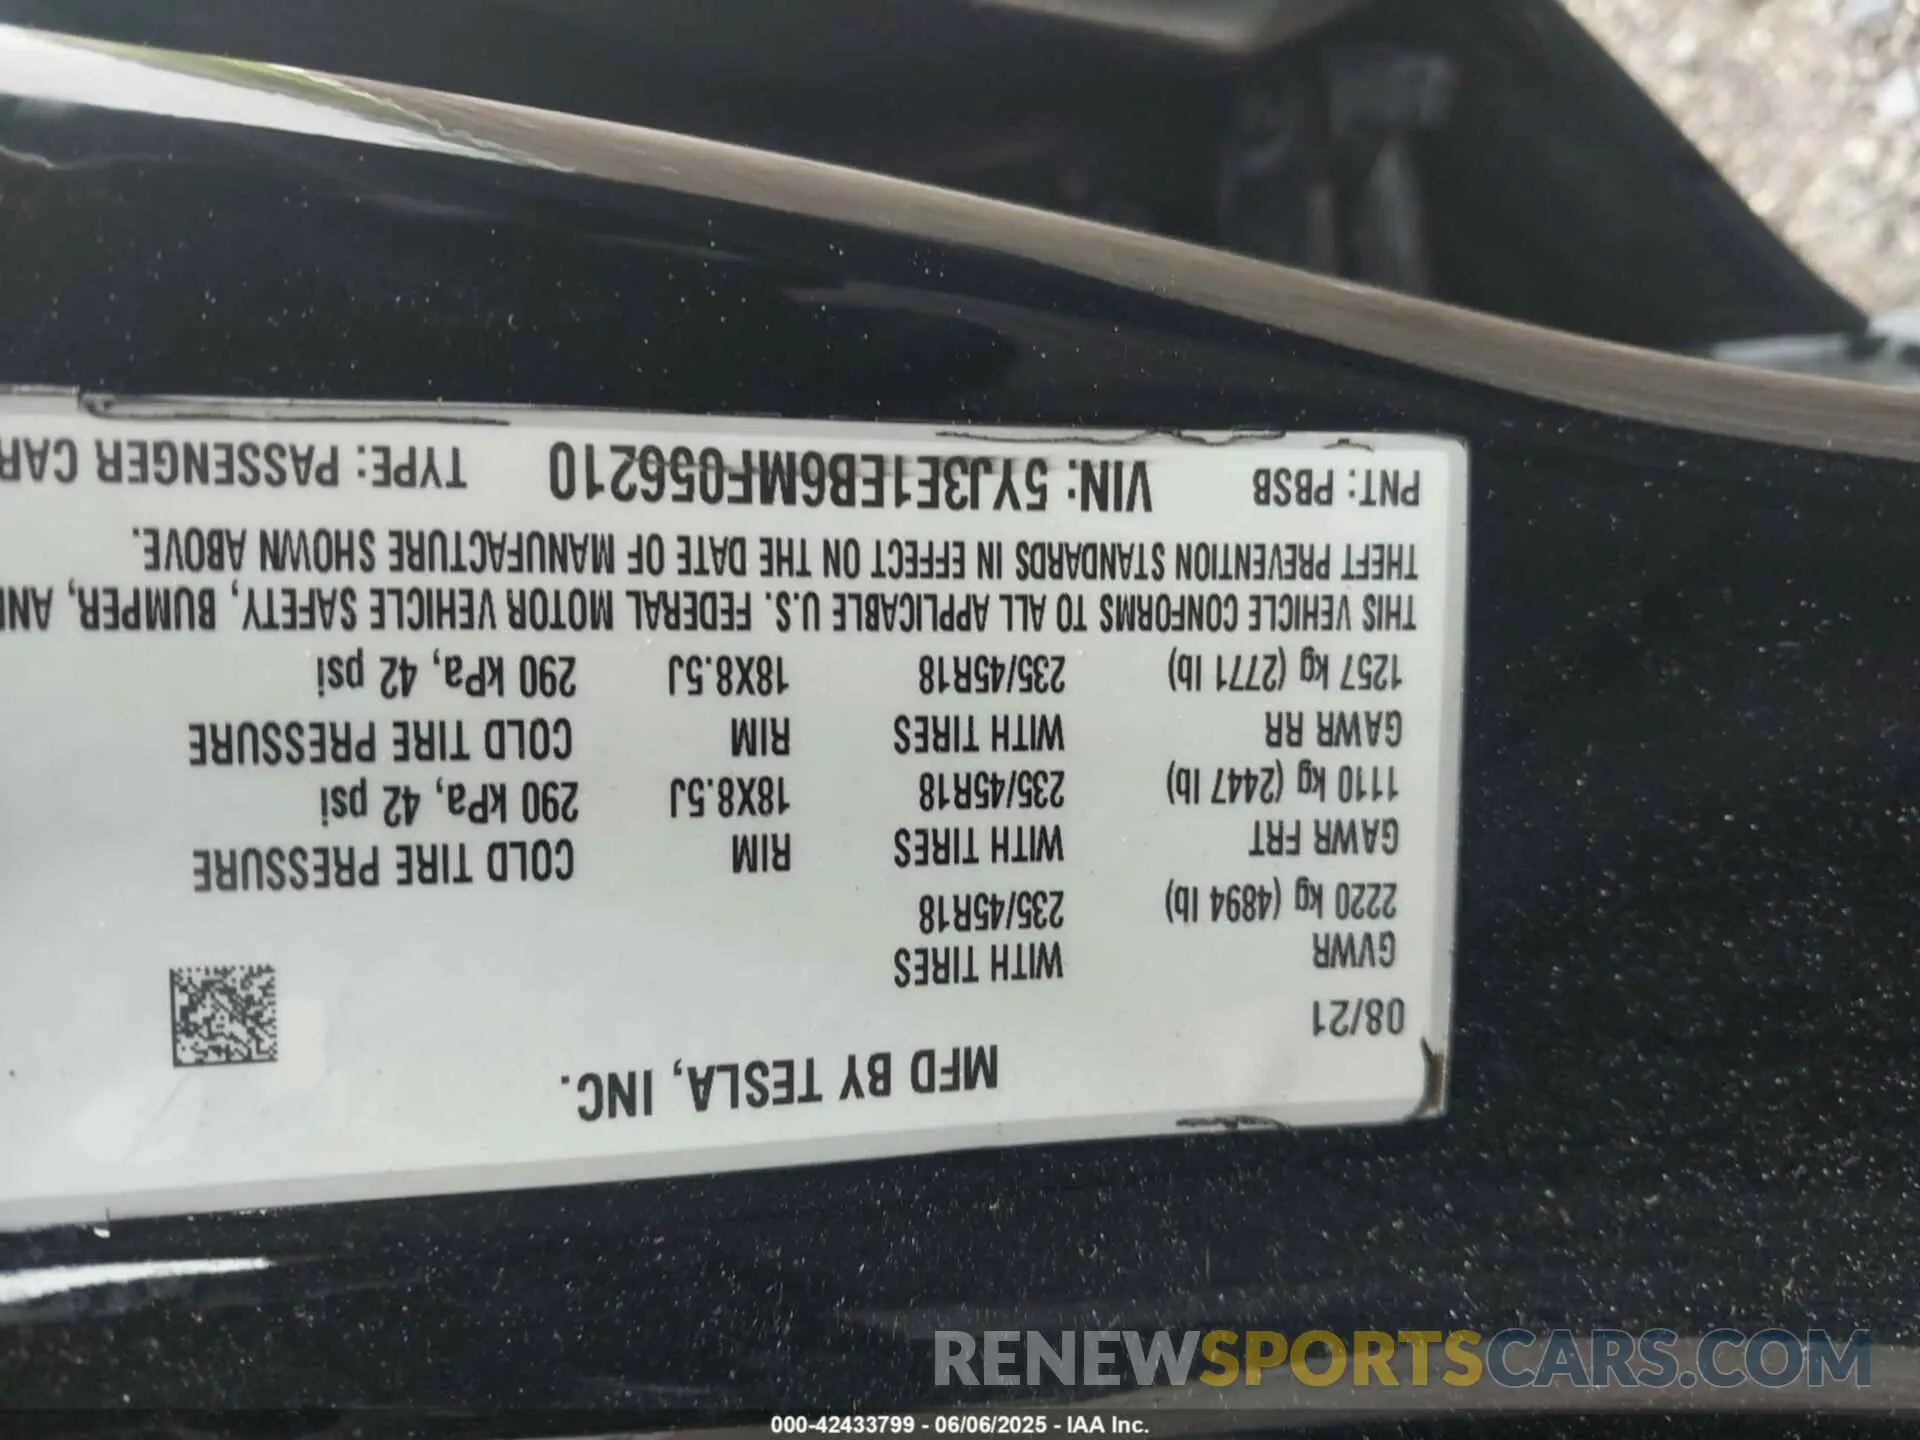 MFD BY TESLA, INC.
08/21
GVWR WITH TIRES
2220 kg (4894 lb) 235/45R18
GAWR FRT WITH TIRES RIM COLD TIRE PRESSURE
1110 kg (2447 lb) 235/45R18 18X8.5J 290 kPa, 42 psi
GAWR RR WITH TIRES RIM COLD TIRE PRESSURE
1257 kg (2771 lb) 235/45R18 18X8.5J 290 kPa, 42 psi
THIS VEHICLE CONFORMS TO ALL APPLICABLE U.S. FEDERAL MOTOR VEHICLE SAFETY, BUMPER, AN
THEFT PREVENTION STANDARDS IN EFFECT ON THE DATE OF MANUFACTURE SHOWN ABOVE.
PNT: PBSB VIN: 5YJ3E1EB6MF056210 TYPE: PASSENGER CAR
RENEWSPORTSCARS.COM
000-42433799 - 06/06/2025 - IAA Inc.